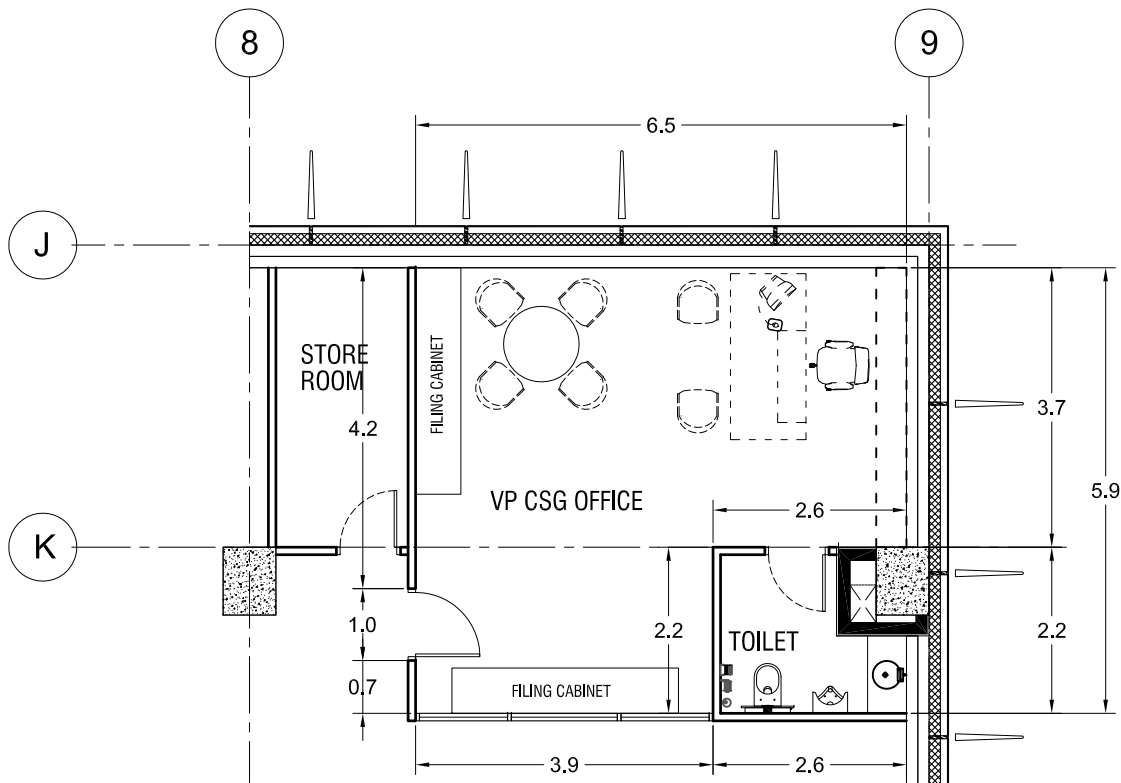 8
9
6.5
J
STORE
ROOM
FILING CABINET
4.2
3.7
5.9
VP CSG OFFICE
2.6
K
1.0
2.2
TOILET
2.2
0.7
FILING CABINET
3.9
2.6